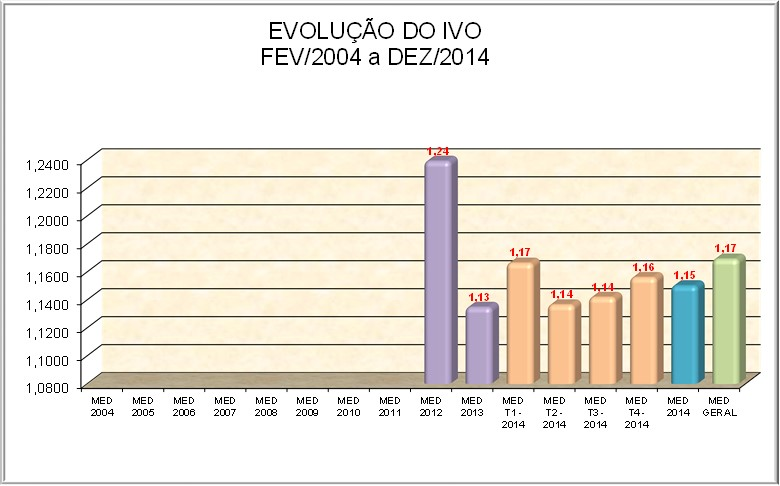 EVOLUÇÃO DO IVO
FEV/2004 a DEZ/2014
1,2400
1,2200
1,2000
1,1800
1,1600
1,1400
1,1200
1,1000
1,0800
1,24
1,13
1,17
1,14
1,14
1,16
1,15
1,17
MED
2004
MED
2005
MED
2006
MED
2007
MED
2008
MED
2009
MED
2010
MED
2011
MED
2012
MED
2013
MED
T1-
2014
MED
T2-
2014
MED
T3-
2014
MED
T4-
2014
MED
2014
MED
GERAL